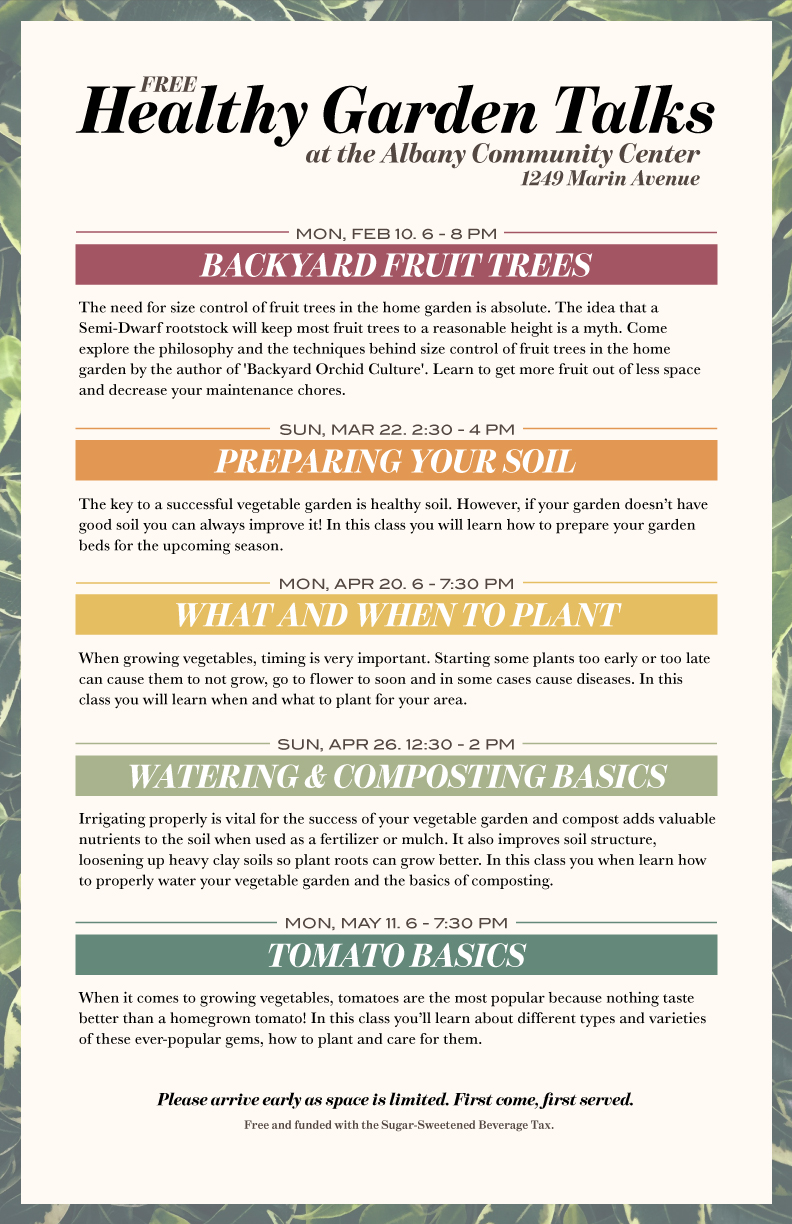 FREE
Healthy Garden Talks
at the Albany Community Center
1249 Marin Avenue
MON, FEB 10. 6 - 8 PM
BACKYARD FRUIT TREES
The need for size control of fruit trees in the home garden is absolute. The idea that a
Semi-Dwarf rootstock will keep most fruit trees to a reasonable height is a myth. Come
explore the philosophy and the techniques behind size control of fruit trees in the home
garden by the author of 'Backyard Orchid Culture'. Learn to get more fruit out of less space
and decrease your maintenance chores.
SUN, MAR 22. 2:30 - 4 PM
PREPARING YOUR SOIL
The key to a successful vegetable garden is healthy soil. However, if your garden doesn’t have
good soil you can always improve it! In this class you will learn how to prepare your garden
beds for the upcoming season.
MON, APR 20. 6 - 7:30 PM
WHAT AND WHEN TO PLANT
When growing vegetables, timing is very important. Starting some plants too early or too late
can cause them to not grow, go to flower to soon and in some cases cause diseases. In this
class you will learn when and what to plant for your area.
SUN, APR 26. 12:30 - 2 PM
WATERING & COMPOSTING BASICS
Irrigating properly is vital for the success of your vegetable garden and compost adds valuable
nutrients to the soil when used as a fertilizer or mulch. It also improves soil structure,
loosening up heavy clay soils so plant roots can grow better. In this class you when learn how
to properly water your vegetable garden and the basics of composting.
MON, MAY 11. 6 - 7:30 PM
TOMATO BASICS
When it comes to growing vegetables, tomatoes are the most popular because nothing taste
better than a homegrown tomato! In this class you’ll learn about different types and varieties
of these ever-popular gems, how to plant and care for them.
Please arrive early as space is limited. First come, first served.
Free and funded with the Sugar-Sweetened Beverage Tax.